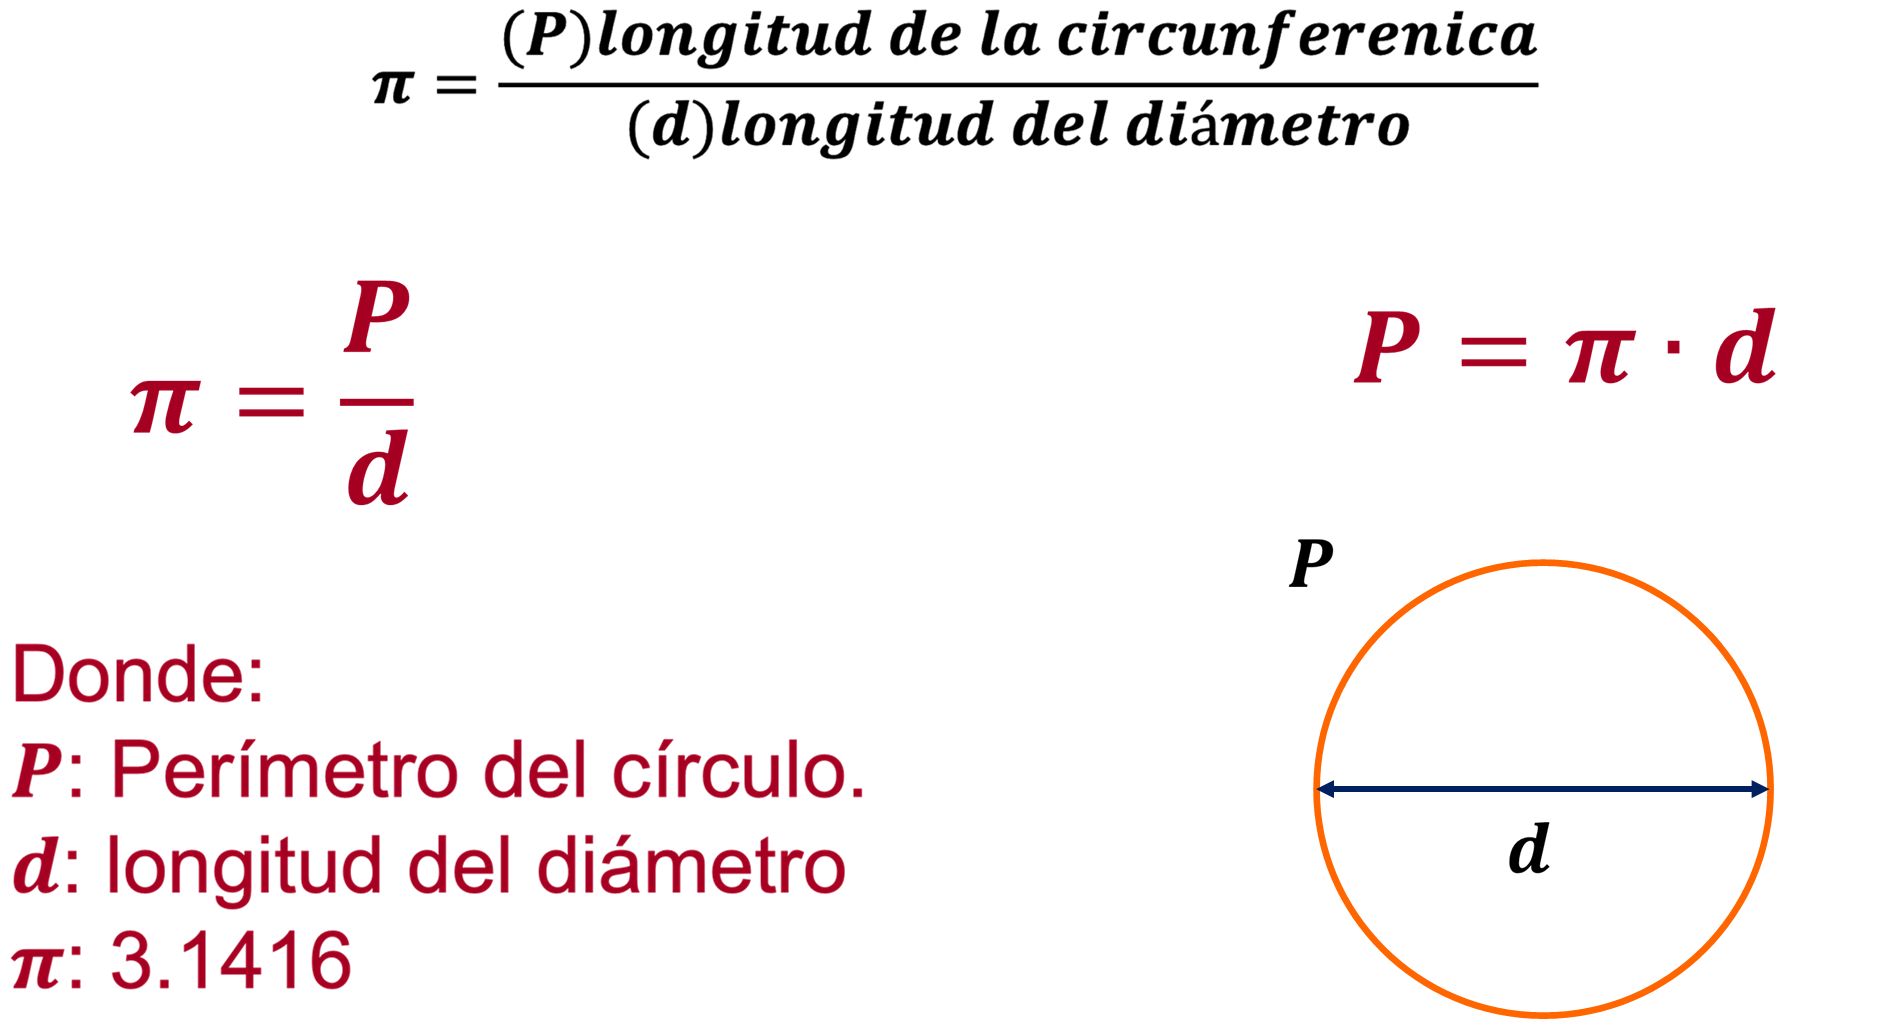 π = (P)longitud de la circunferenica / (d)longitud del diámetro
π = P / d
P = π · d
P
d
Donde:
P: Perímetro del círculo.
d: longitud del diámetro
π: 3.1416